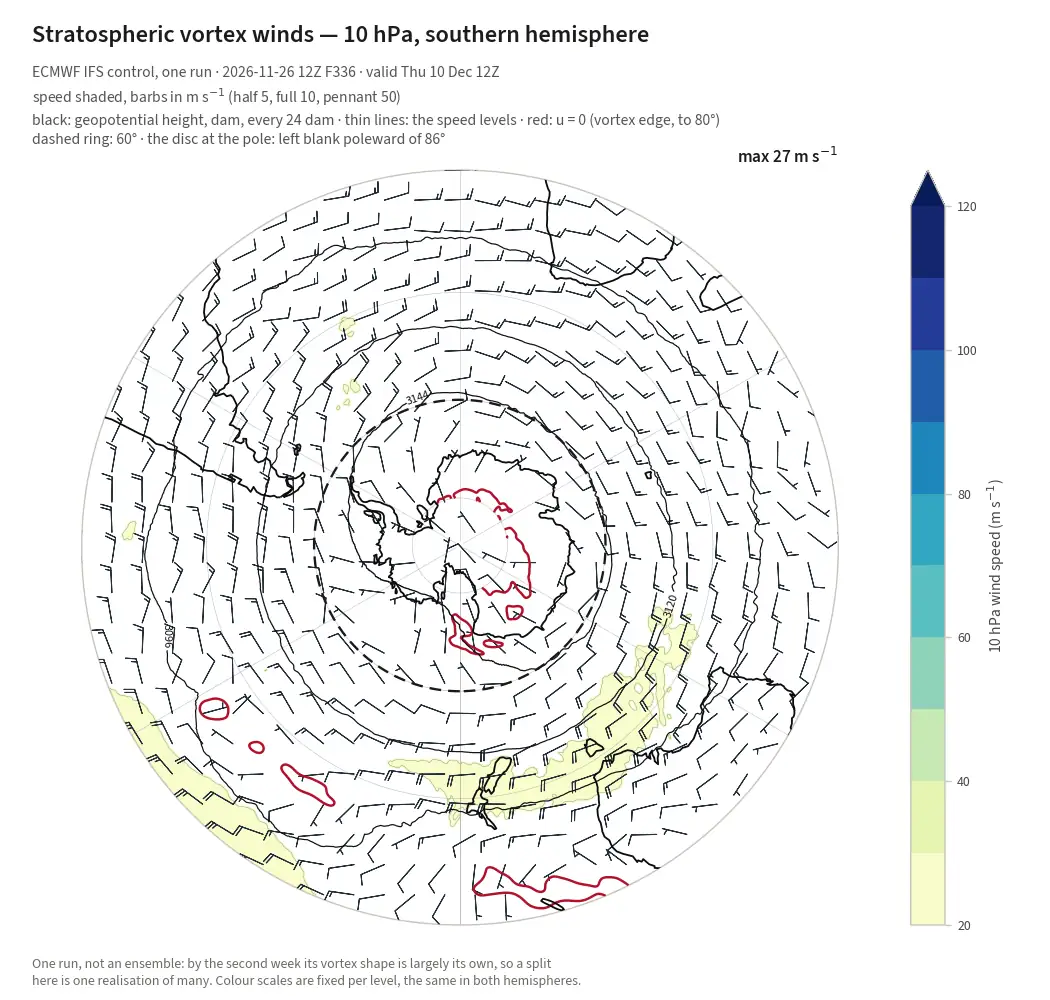 Stratospheric vortex winds — 10 hPa, southern hemisphere
ECMWF IFS control, one run · 2026-11-26 12Z F336 · valid Thu 10 Dec 12Z
speed shaded, barbs in m s⁻¹ (half 5, full 10, pennant 50)
black: geopotential height, dam, every 24 dam · thin lines: the speed levels · red: u = 0 (vortex edge, to 80°)
dashed ring: 60° · the disc at the pole: left blank poleward of 86°
max 27 m s⁻¹
120
100
80
60
40
20
10 hPa wind speed (m s⁻¹)
3144
3120
3096
One run, not an ensemble: by the second week its vortex shape is largely its own, so a split
here is one realisation of many. Colour scales are fixed per level, the same in both hemispheres.